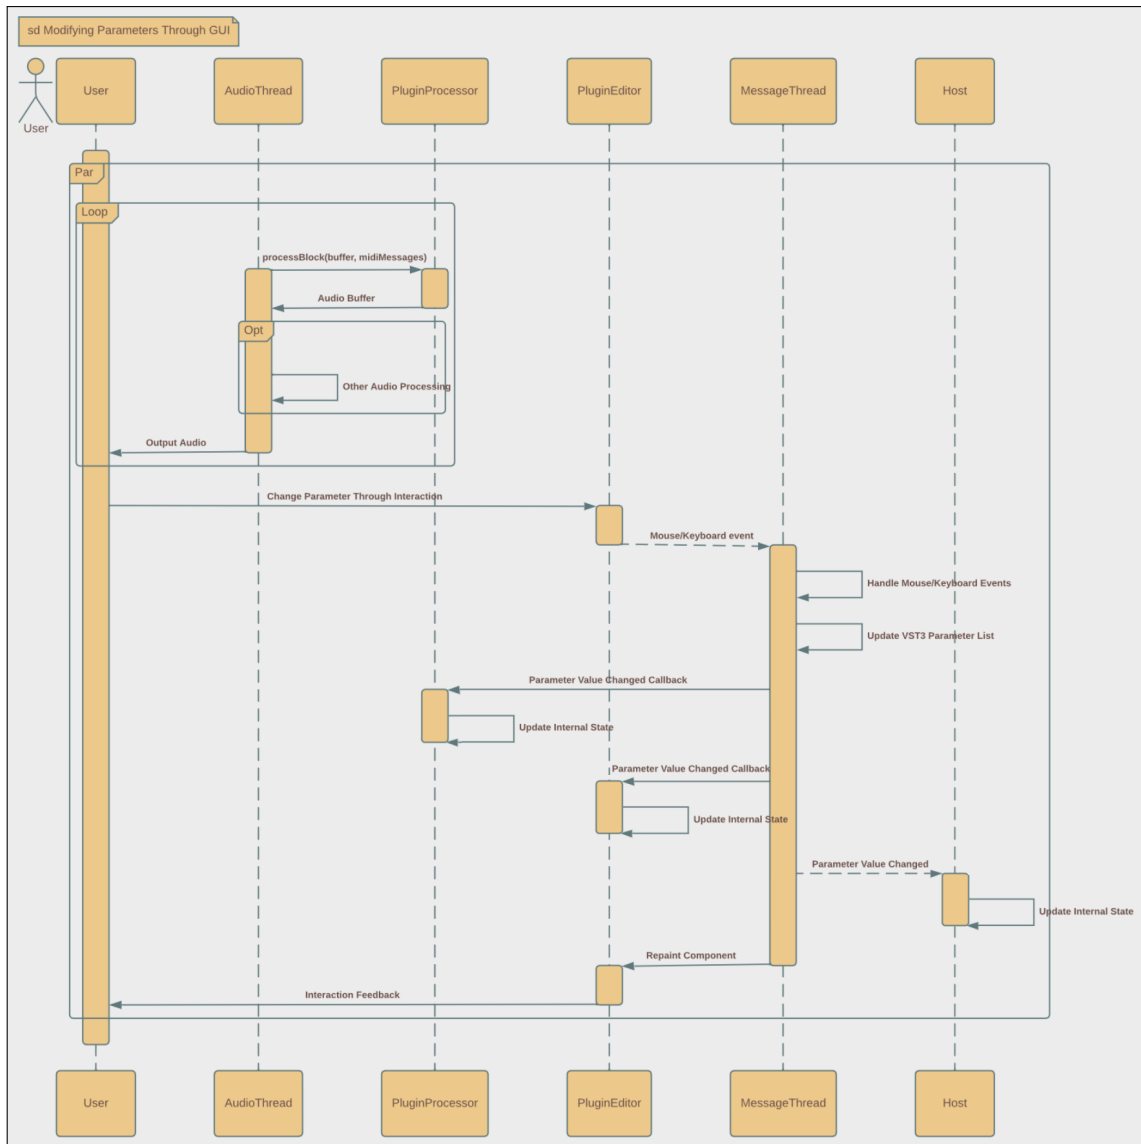 sd Modifying Parameters Through GUI
User
User
AudioThread
PluginProcessor
PluginEditor
MessageThread
Host
Par
Loop
processBlock(buffer, midiMessages)
Audio Buffer
Opt
Other Audio Processing
Output Audio
Change Parameter Through Interaction
Mouse/Keyboard event
Handle Mouse/Keyboard Events
Update VST3 Parameter List
Parameter Value Changed Callback
Update Internal State
Parameter Value Changed Callback
Update Internal State
Parameter Value Changed
Update Internal State
Repaint Component
Interaction Feedback
User
AudioThread
PluginProcessor
PluginEditor
MessageThread
Host